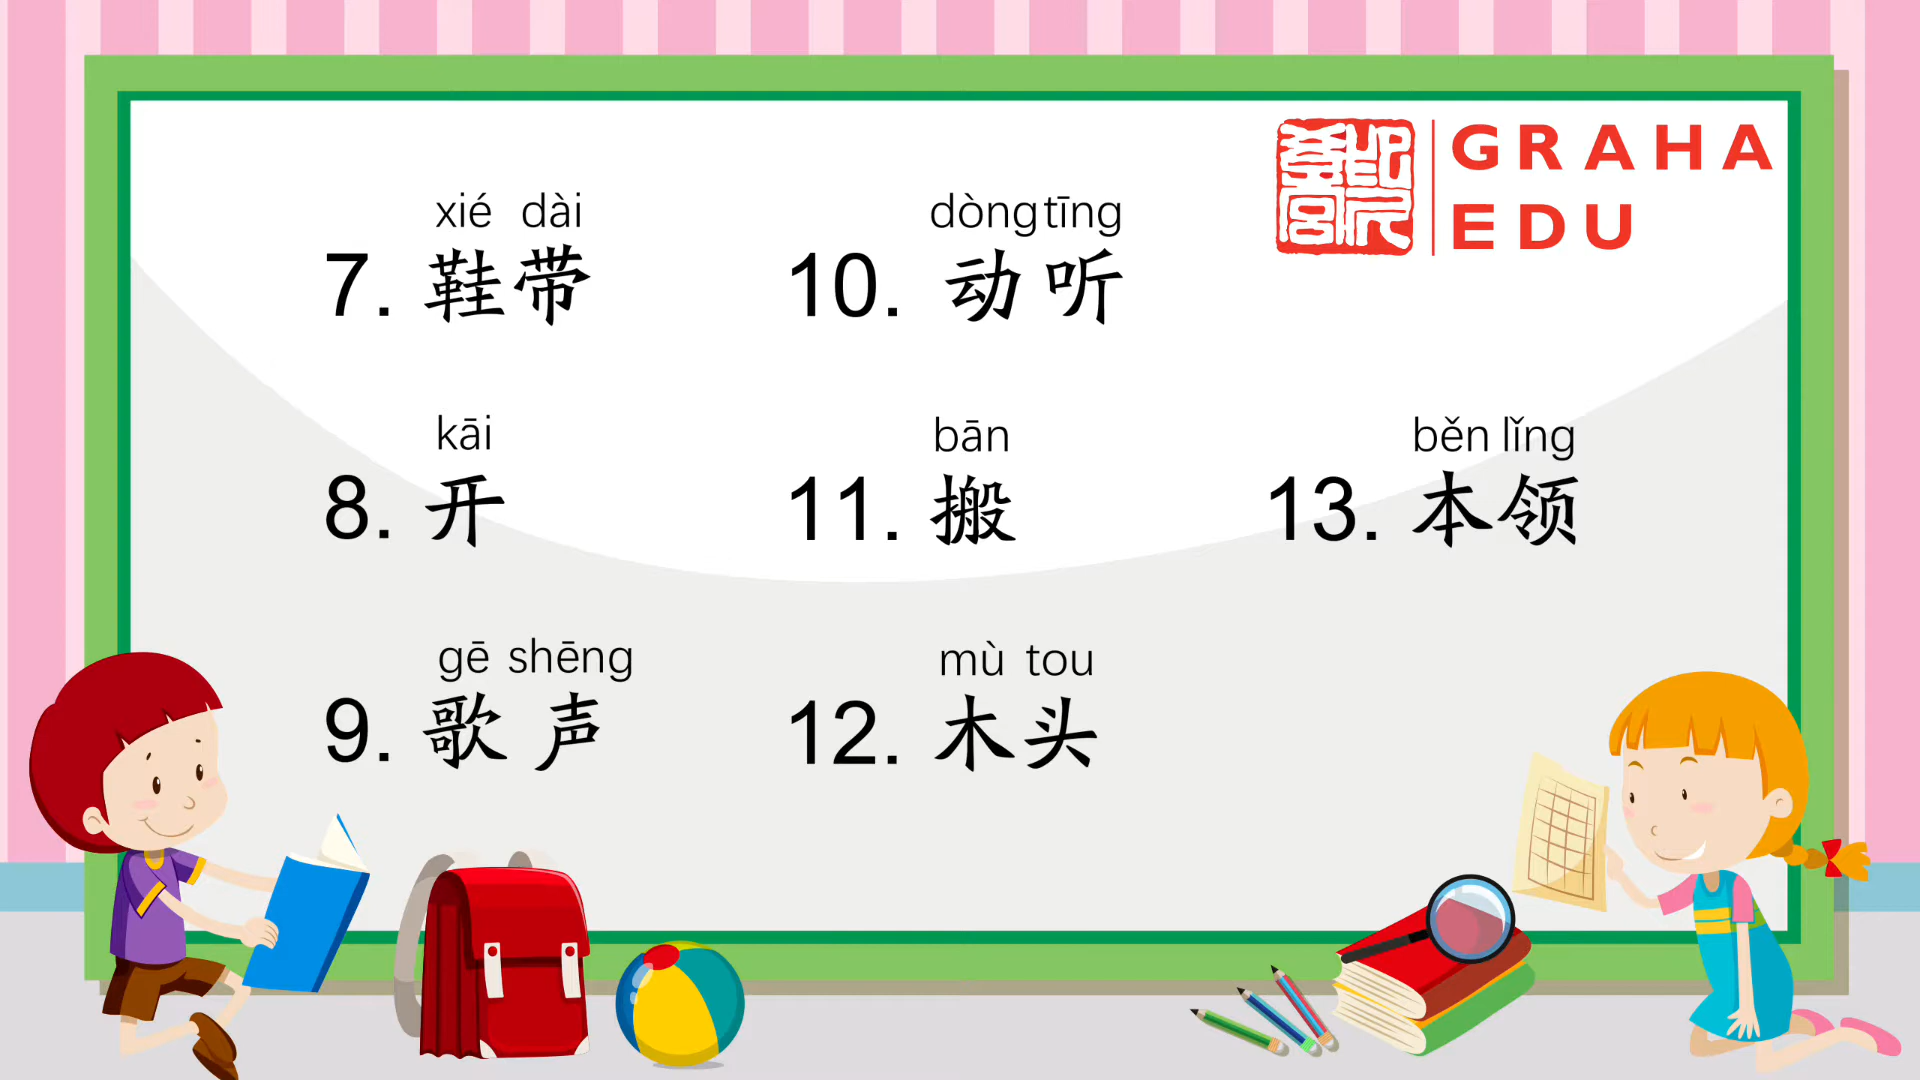 GRAHA
EDU
xié dài
7. 鞋带
kāi
8. 开
gē shēng
9. 歌声
dòng tīng
10. 动听
bān
11. 搬
mù tou
12. 木头
běn lǐng
13. 本领